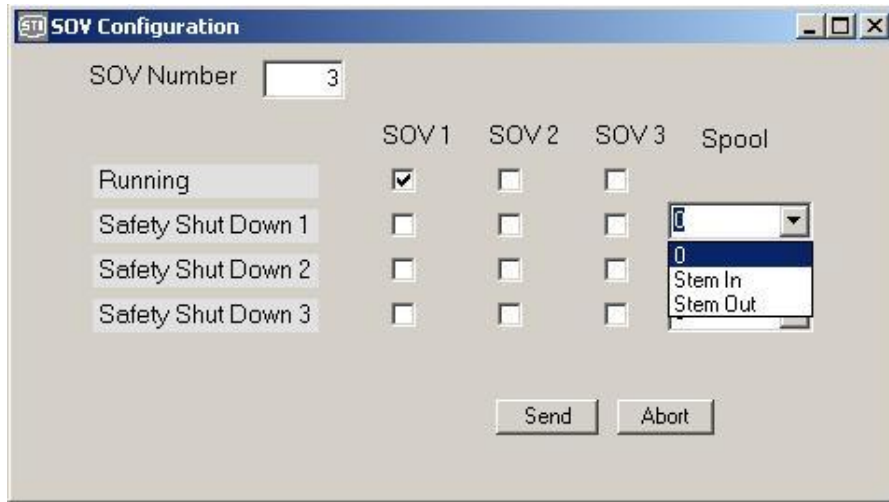 STI SOV Configuration
SOV Number 3
SOV 1 SOV 2 SOV 3 Spool
Running
Safety Shut Down 1 0
0
Safety Shut Down 2
Stem In
Stem Out
Safety Shut Down 3
Send Abort